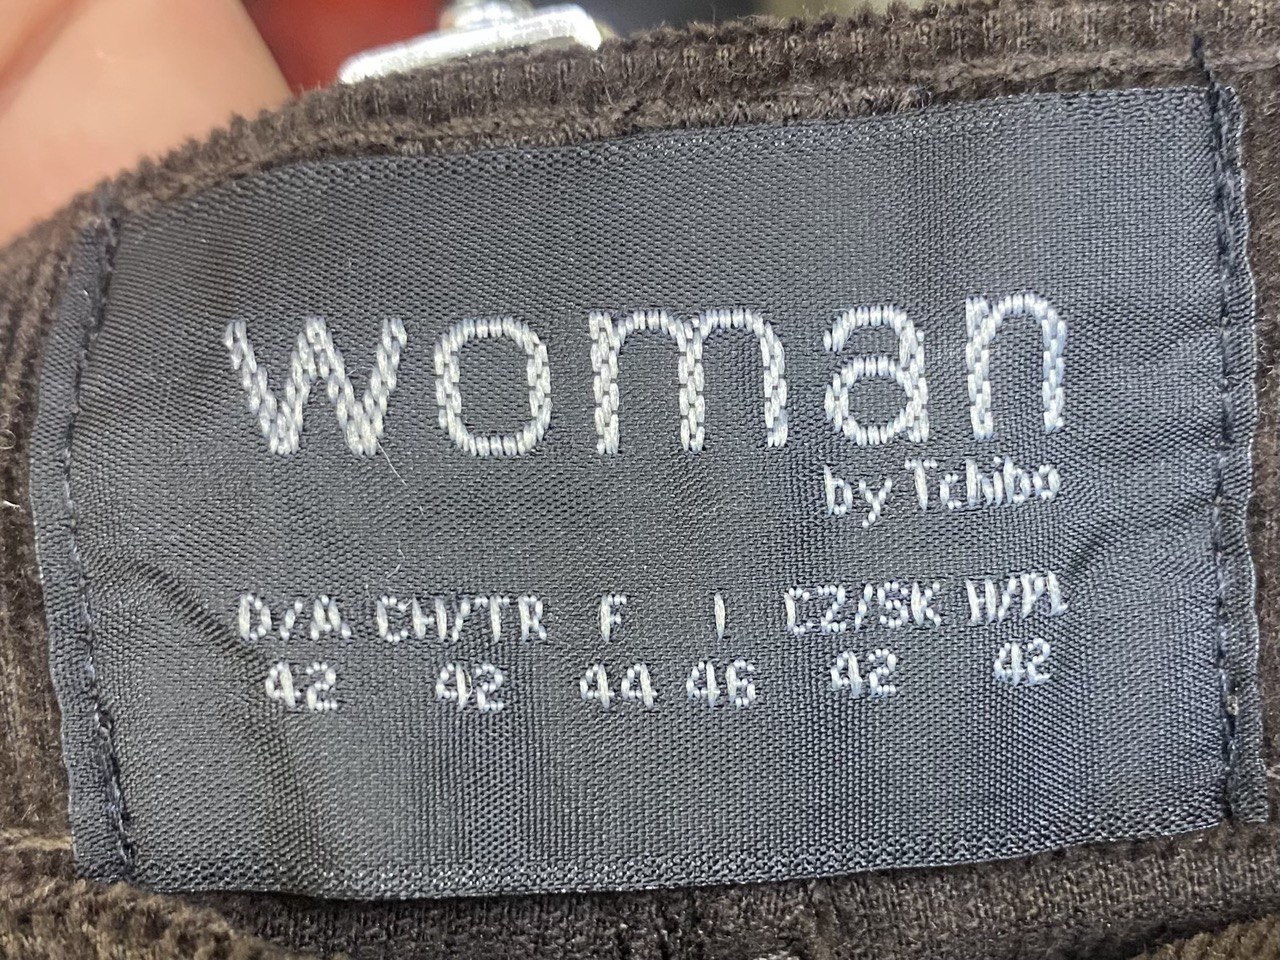 woman
by Tchibo
D/A CH/TR F I CZ/SK H/PL
42 42 44 46 42 42